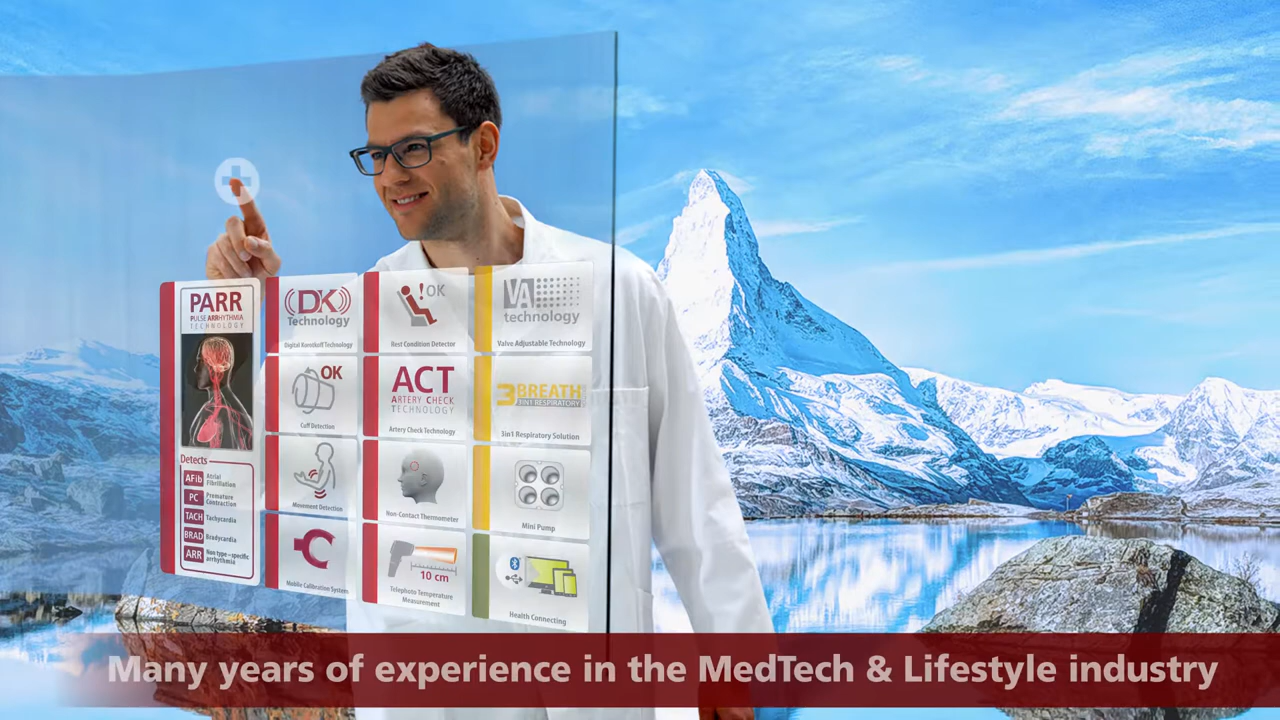 PARR
PULSE ARRHYTHMIA
TECHNOLOGY
Detects
AFib Atrial Fibrillation
PC Premature Contraction
TACH Tachycardia
BRAD Bradycardia
ARR Non type-specific arrhythmia
DK
Technology
Digital Korotkoff Technology
!OK
Rest Condition Detector
VA
technology
Valve Adjustable Technology
OK
Cuff Detection
ACT
ARTERY CHECK
TECHNOLOGY
Artery Check Technology
3BREATH
3IN1 RESPIRATORY
3in1 Respiratory Solution
Movement Detection
Non-Contact Thermometer
Mini Pump
Mobile Calibration System
10 cm
Telephoto Temperature
Measurement
Health Connecting
Many years of experience in the MedTech & Lifestyle industry